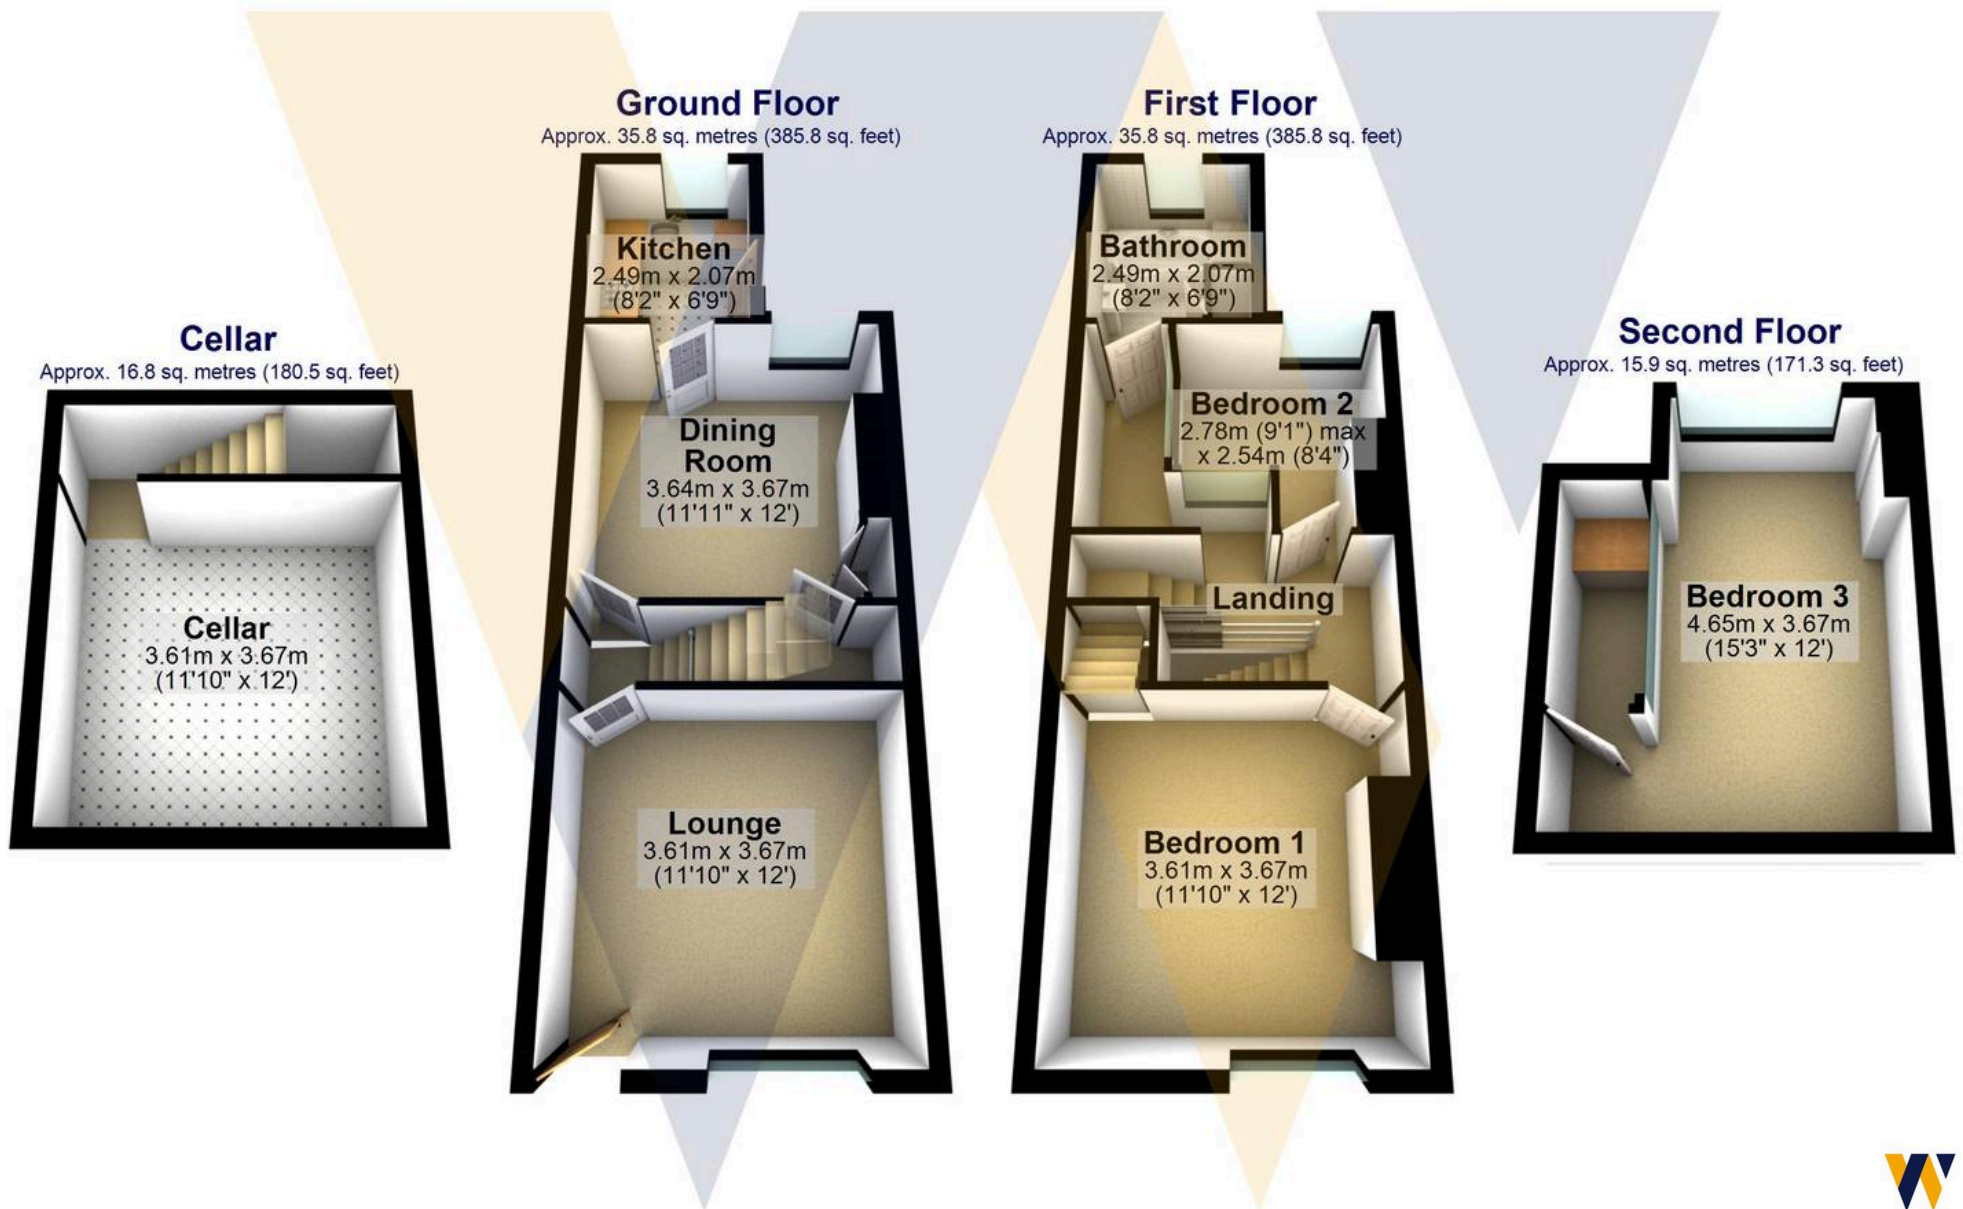 Ground Floor
Approx. 35.8 sq. metres (385.8 sq. feet)
Kitchen
2.49m x 2.07m
(8'2" x 6'9")
Dining
Room
3.64m x 3.67m
(11'11" x 12')
Lounge
3.61m x 3.67m
(11'10" x 12')
First Floor
Approx. 35.8 sq. metres (385.8 sq. feet)
Bathroom
2.49m x 2.07m
(8'2" x 6'9")
Bedroom 2
2.78m (9'1") max
x 2.54m (8'4")
Landing
Bedroom 1
3.61m x 3.67m
(11'10" x 12')
Cellar
Approx. 16.8 sq. metres (180.5 sq. feet)
Cellar
3.61m x 3.67m
(11'10" x 12')
Second Floor
Approx. 15.9 sq. metres (171.3 sq. feet)
Bedroom 3
4.65m x 3.67m
(15'3" x 12')